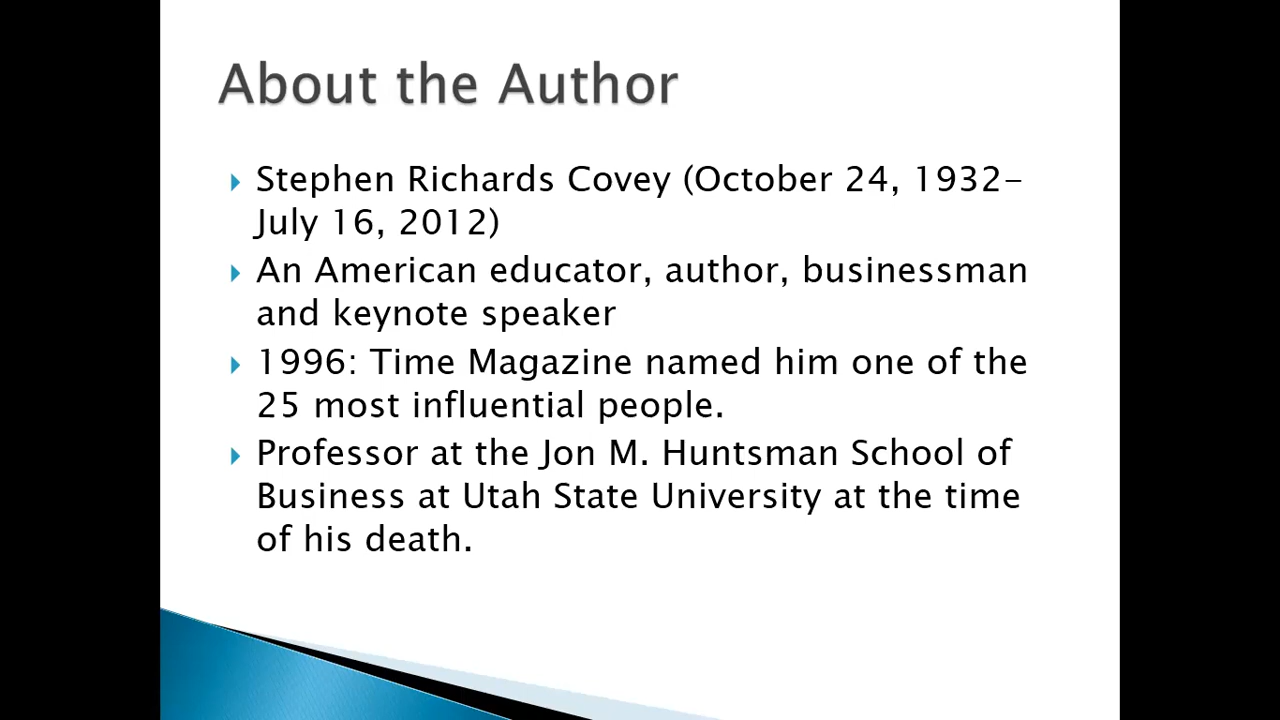 About the Author
Stephen Richards Covey (October 24, 1932–
July 16, 2012)
An American educator, author, businessman
and keynote speaker
1996: Time Magazine named him one of the
25 most influential people.
Professor at the Jon M. Huntsman School of
Business at Utah State University at the time
of his death.